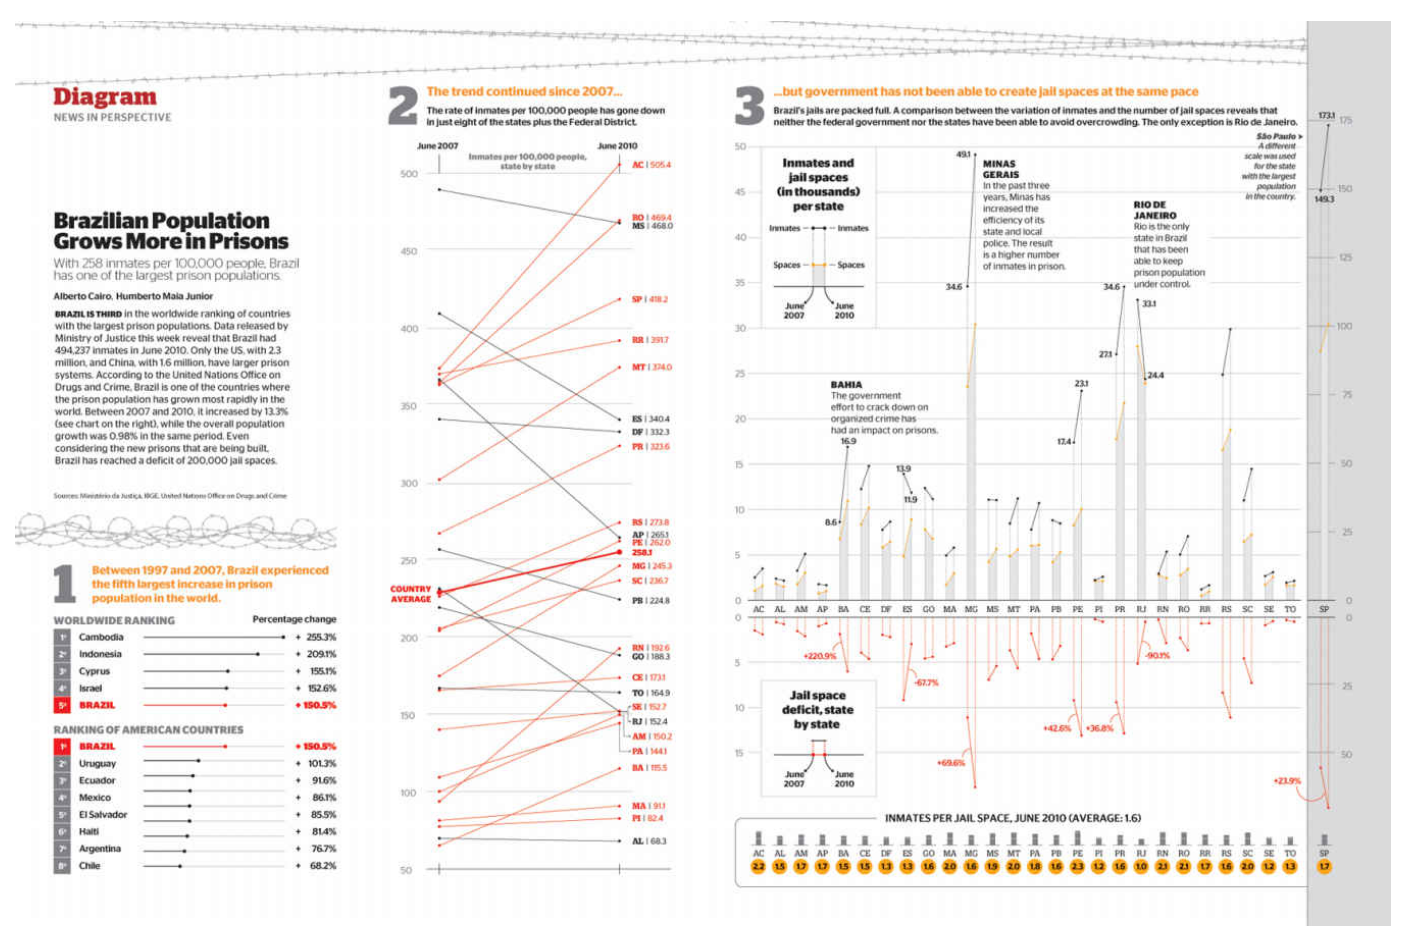 Diagram
NEWS IN PERSPECTIVE
Brazilian Population
Grows More in Prisons
With 258 inmates per 100,000 people, Brazil
has one of the largest prison populations.
Alberto Cairo, Humberto Maia Junior
BRAZIL IS THIRD in the worldwide ranking of countries
with the largest prison populations. Data released by
Ministry of Justice this week reveal that Brazil had
494,237 inmates in June 2010. Only the US, with 2.3
million, and China, with 1.6 million, have larger prison
systems. According to the United Nations Office on
Drugs and Crime, Brazil is one of the countries where
the prison population has grown most rapidly in the
world. Between 2007 and 2010, it increased by 13.3%
(see chart on the right), while the overall population
growth was 0.98% in the same period. Even
considering the new prisons that are being built,
Brazil has reached a deficit of 200,000 jail spaces.
Sources: Ministério da Justiça, IBGE, United Nations Office on Drugs and Crime
1
Between 1997 and 2007, Brazil experienced
the fifth largest increase in prison
population in the world.
WORLDWIDE RANKING Percentage change
1º Cambodia + 255.3%
2º Indonesia + 209.1%
3º Cyprus + 155.1%
4º Israel + 152.6%
5º BRAZIL + 150.5%
RANKING OF AMERICAN COUNTRIES
1º BRAZIL + 150.5%
2º Uruguay + 101.3%
3º Ecuador + 91.6%
4º Mexico + 86.1%
5º El Salvador + 85.5%
6º Haiti + 81.4%
7º Argentina + 76.7%
8º Chile + 68.2%
2
The trend continued since 2007...
The rate of inmates per 100,000 people has gone down
in just eight of the states plus the Federal District.
June 2007 June 2010
Inmates per 100,000 people,
state by state
500
450
400
350
300
250
200
150
100
50
COUNTRY
AVERAGE
AC | 505.4
RO | 469.4
MS | 468.0
SP | 418.2
RR | 391.7
MT | 374.0
ES | 340.4
DF | 332.3
PR | 323.6
RS | 273.8
AP | 265.1
PE | 262.0
258.1
MG | 245.3
SC | 236.7
PB | 224.8
RN | 192.6
GO | 188.3
CE | 173.1
TO | 164.9
SE | 152.7
RJ | 152.4
AM | 150.2
PA | 144.1
BA | 115.5
MA | 91.1
PI | 82.4
AL | 68.3
3
...but government has not been able to create jail spaces at the same pace
Brazil's jails are packed full. A comparison between the variation of inmates and the number of jail spaces reveals that
neither the federal government nor the states have been able to avoid overcrowding. The only exception is Rio de Janeiro.
São Paulo >
A different
scale was used
for the state
with the largest
population
in the country.
50
45
40
35
30
25
20
15
10
5
0
Inmates and
jail spaces
(in thousands)
per state
Inmates Inmates
Spaces Spaces
June
2007
June
2010
BAHIA
The government
effort to crack down on
organized crime has
had an impact on prisons.
16.9
8.6
13.9
11.9
49.1
34.6
MINAS
GERAIS
In the past three
years, Minas has
increased the
efficiency of its
state and local
police. The result
is a higher number
of inmates in prison.
23.1
17.4
34.6
27.1
RIO DE
JANEIRO
Rio is the only
state in Brazil
that has been
able to keep
prison population
under control.
33.1
24.4
173.1
149.3
175
150
125
100
75
50
25
0
AC AL AM AP BA CE DF ES GO MA MG MS MT PA PB PE PI PR RJ RN RO RR RS SC SE TO SP
0
5
10
15
0
25
50
+220.9%
-67.7%
+69.6%
+42.6%
+36.8%
-90.1%
+23.9%
Jail space
deficit, state
by state
June
2007
June
2010
INMATES PER JAIL SPACE, JUNE 2010 (AVERAGE: 1.6)
AC AL AM AP BA CE DF ES GO MA MG MS MT PA PB PE PI PR RJ RN RO RR RS SC SE TO SP
2.2 1.5 1.7 1.7 1.5 1.5 1.3 1.3 1.6 2.0 1.6 1.9 2.0 1.8 1.6 2.3 1.2 1.6 1.0 2.1 2.1 1.7 1.6 2.0 1.2 1.3 1.7